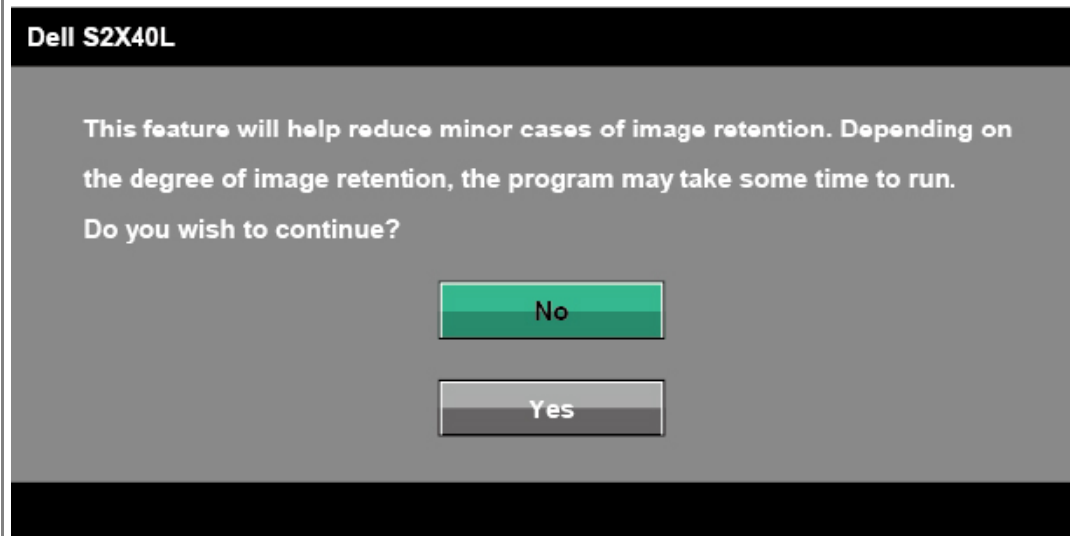 Dell S2X40L
This feature will help reduce minor cases of image retention. Depending on
the degree of image retention, the program may take some time to run.
Do you wish to continue?
No
Yes